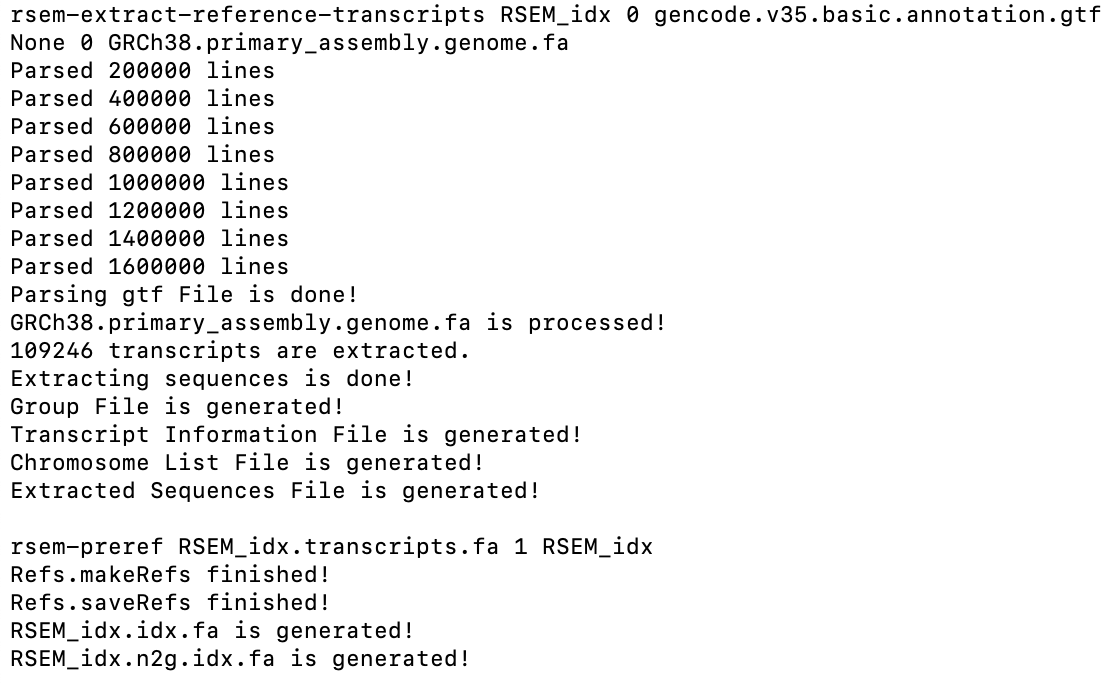 rsem-extract-reference-transcripts RSEM_idx 0 gencode.v35.basic.annotation.gtf
None 0 GRCh38.primary_assembly.genome.fa
Parsed 200000 lines
Parsed 400000 lines
Parsed 600000 lines
Parsed 800000 lines
Parsed 1000000 lines
Parsed 1200000 lines
Parsed 1400000 lines
Parsed 1600000 lines
Parsing gtf File is done!
GRCh38.primary_assembly.genome.fa is processed!
109246 transcripts are extracted.
Extracting sequences is done!
Group File is generated!
Transcript Information File is generated!
Chromosome List File is generated!
Extracted Sequences File is generated!

rsem-preref RSEM_idx.transcripts.fa 1 RSEM_idx
Refs.makeRefs finished!
Refs.saveRefs finished!
RSEM_idx.idx.fa is generated!
RSEM_idx.n2g.idx.fa is generated!